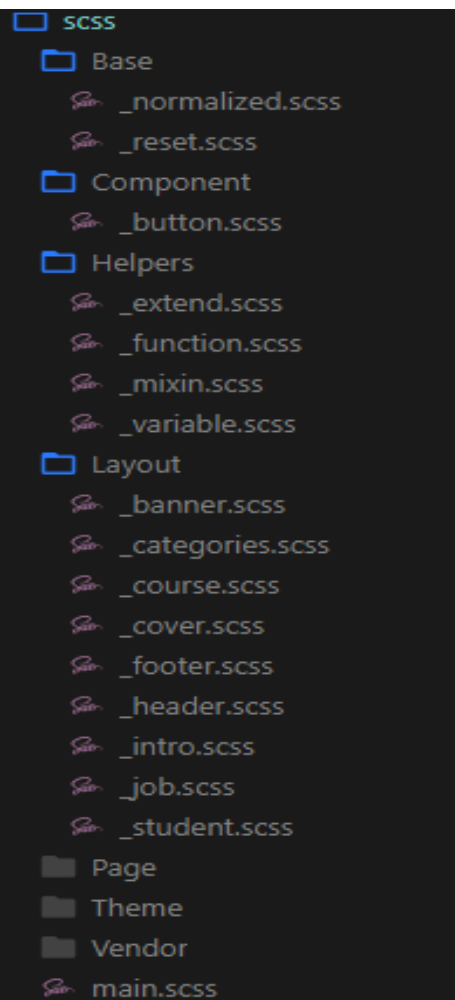 scss
Base
_normalized.scss
_reset.scss
Component
_button.scss
Helpers
_extend.scss
_function.scss
_mixin.scss
_variable.scss
Layout
_banner.scss
_categories.scss
_course.scss
_cover.scss
_footer.scss
_header.scss
_intro.scss
_job.scss
_student.scss
Page
Theme
Vendor
main.scss